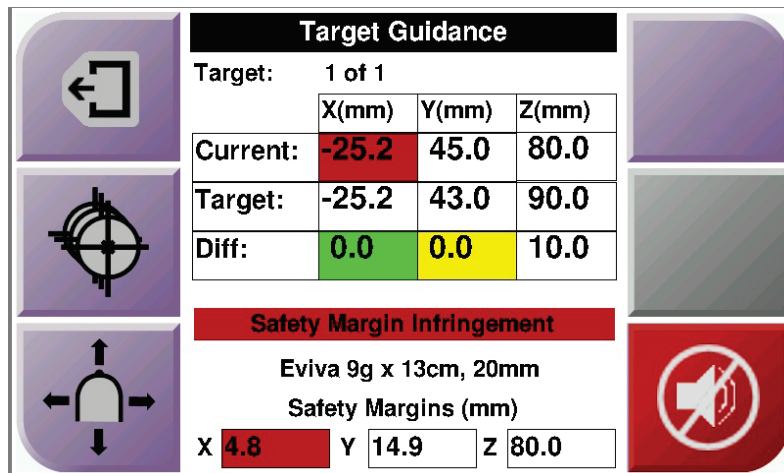 Target Guidance
Target: 1 of 1
X(mm) Y(mm) Z(mm)
Current: -25.2 45.0 80.0
Target: -25.2 43.0 90.0
Diff: 0.0 0.0 10.0
Safety Margin Infringement
Eviva 9g x 13cm, 20mm
Safety Margins (mm)
X 4.8 Y 14.9 Z 80.0